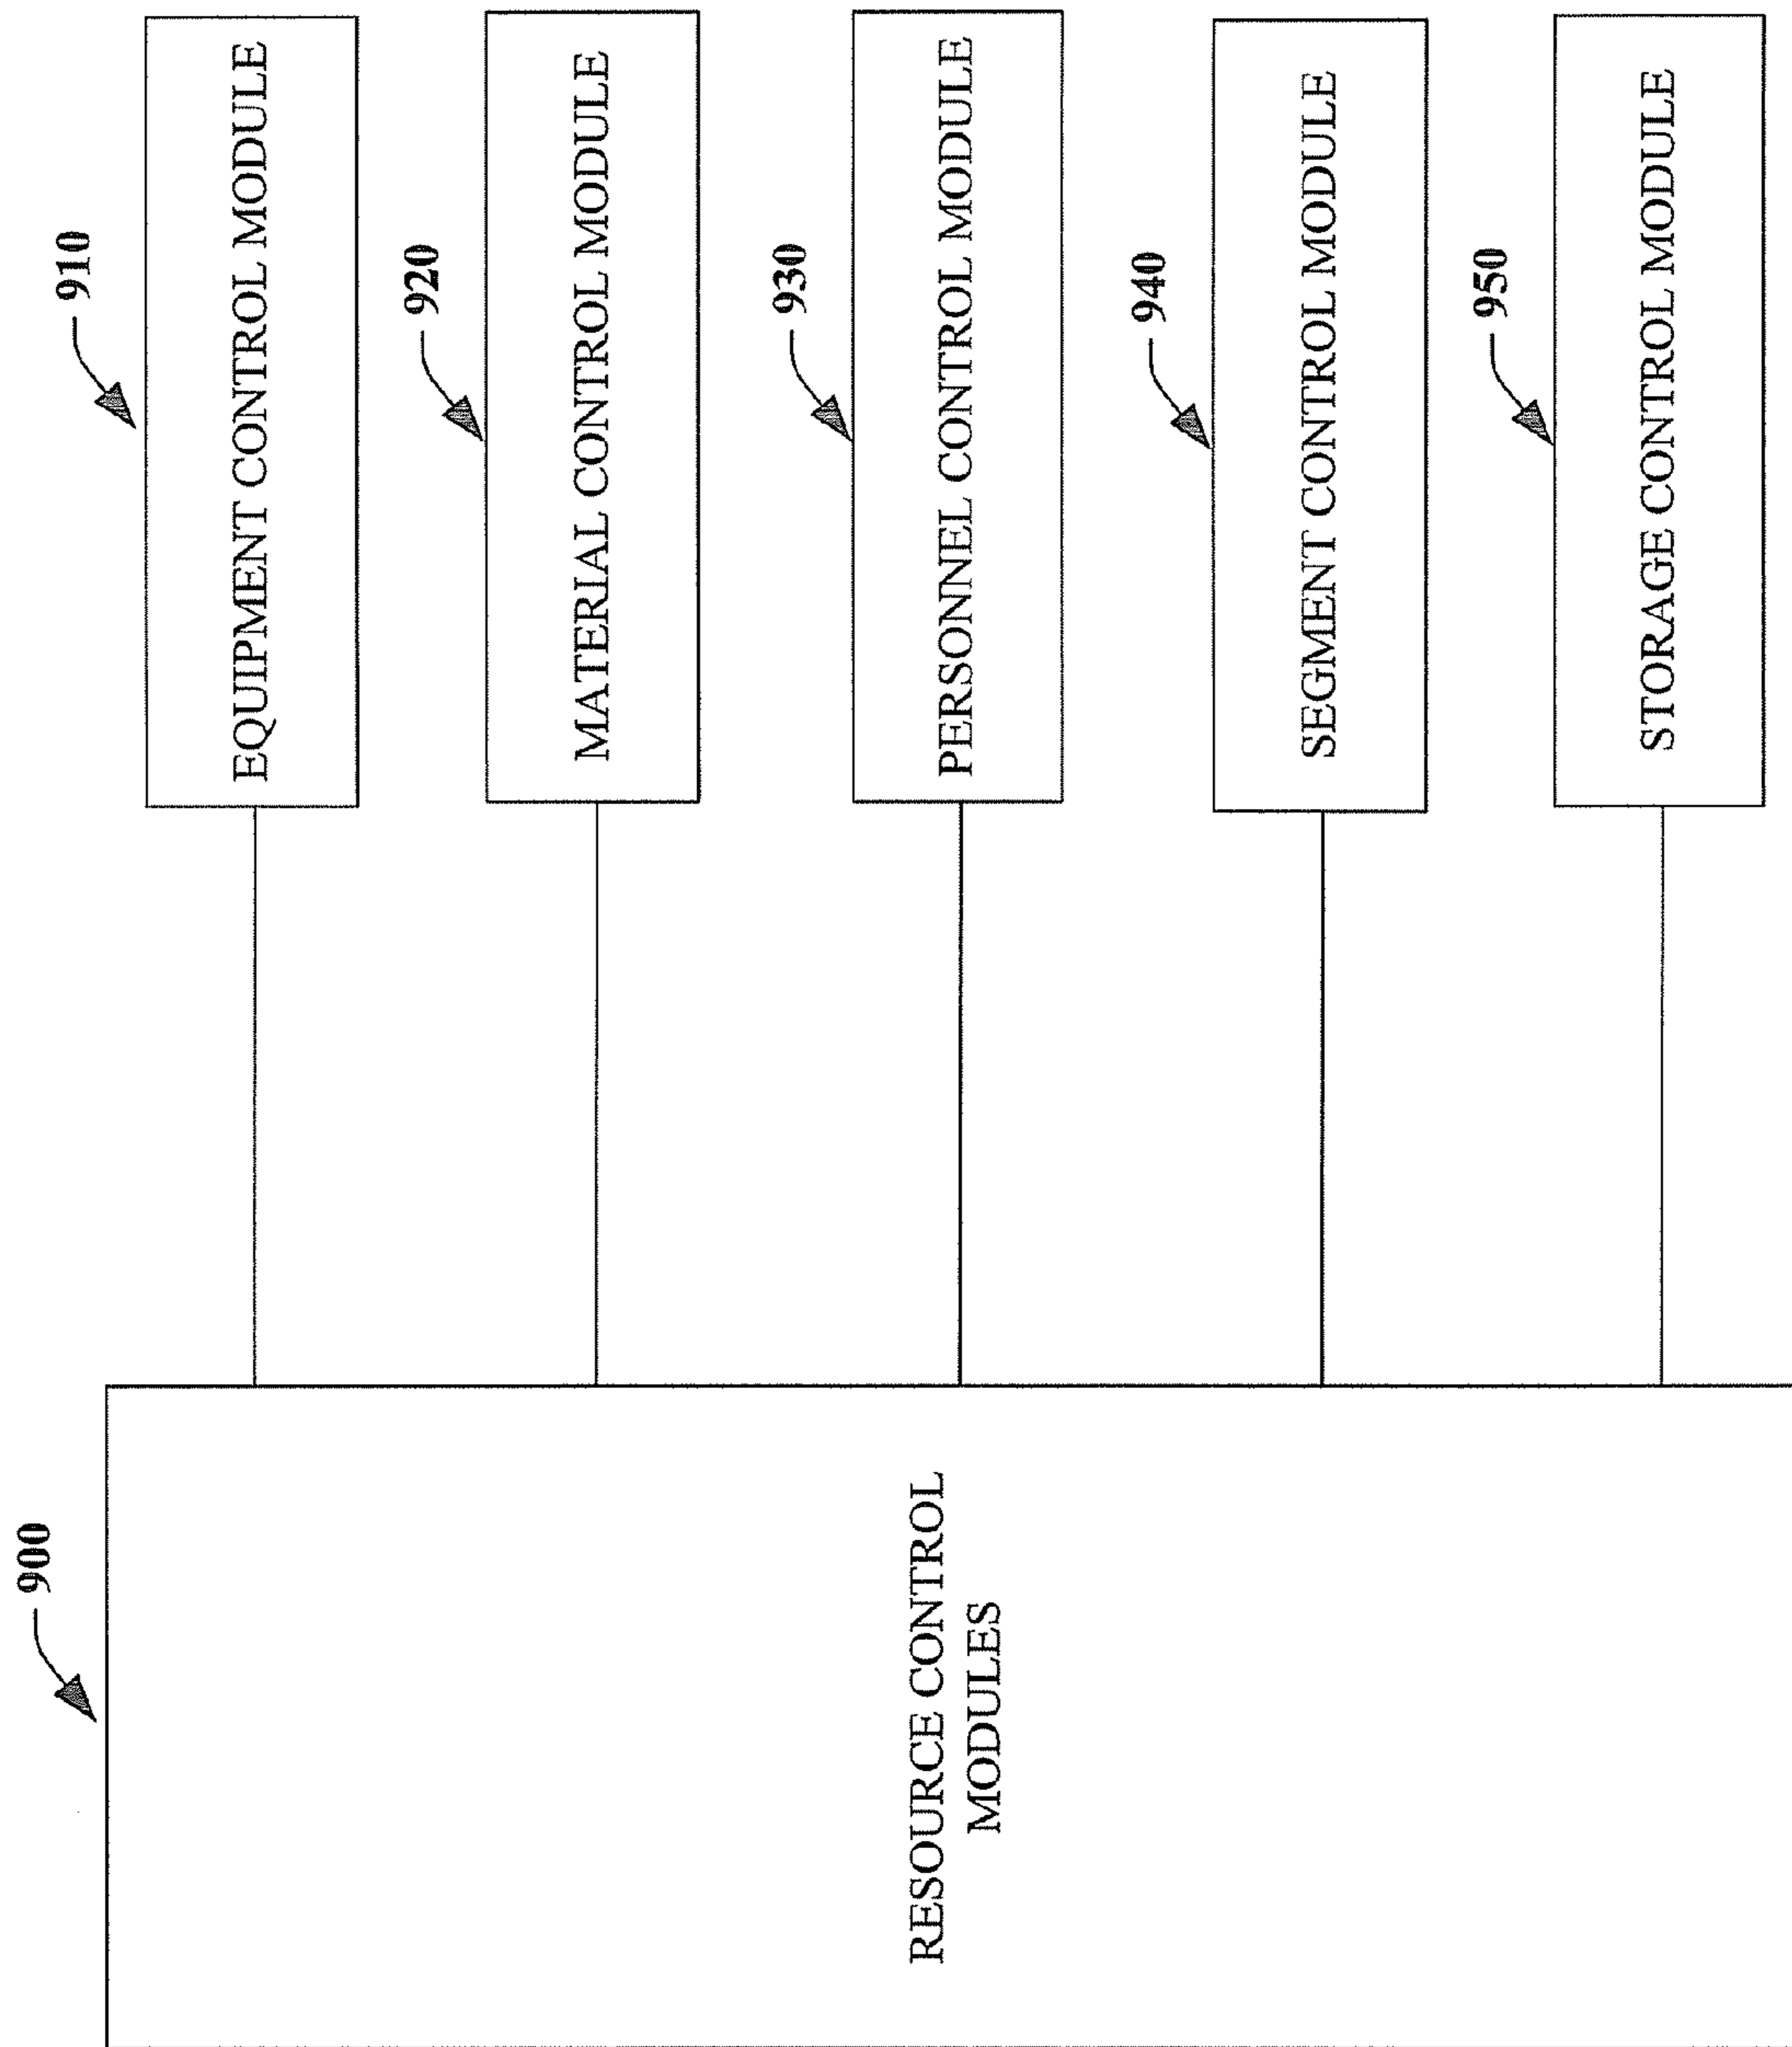 900
RESOURCE CONTROL
MODULES
910
EQUIPMENT CONTROL MODULE
920
MATERIAL CONTROL MODULE
930
PERSONNEL CONTROL MODULE
940
SEGMENT CONTROL MODULE
950
STORAGE CONTROL MODULE